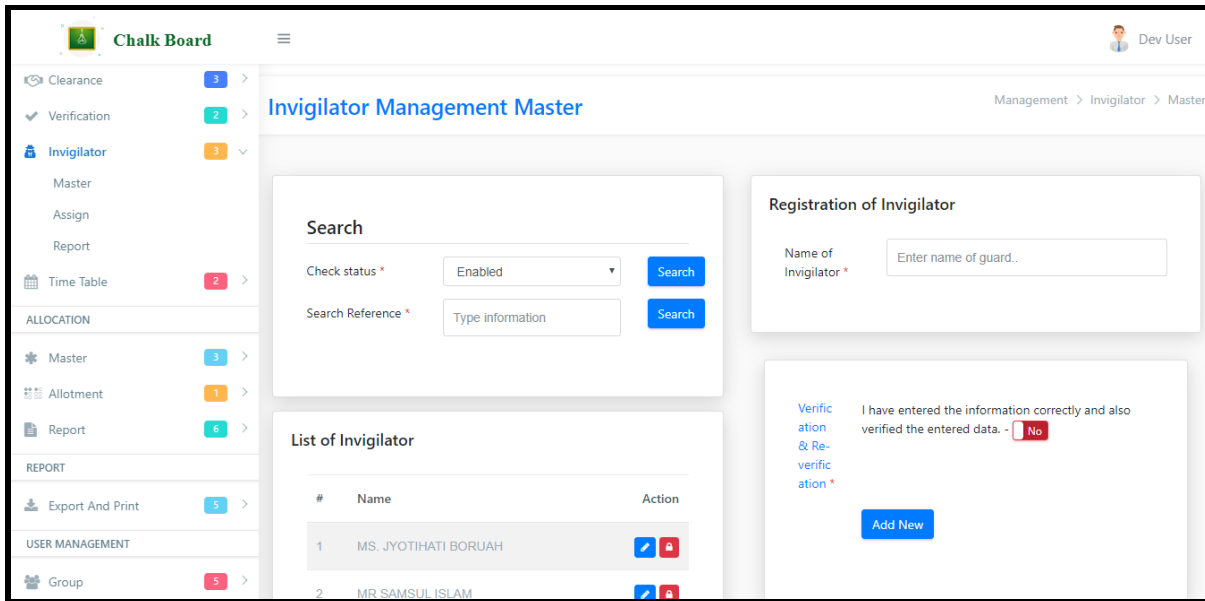 Chalk Board
Dev User
Clearance 3
Verification 2
Invigilator 3
Master
Assign
Report
Time Table 2
ALLOCATION
Master 3
Allotment 1
Report 6
REPORT
Export And Print 5
USER MANAGEMENT
Group 5
Invigilator Management Master
Management > Invigilator > Master
Search
Check status * Enabled Search
Search Reference * Type information Search
List of Invigilator
# Name Action
1 MS. JYOTIHATI BORUAH
2 MR SAMSUL ISLAM
Registration of Invigilator
Name of
Invigilator *
Enter name of guard..
Verific
ation
& Re-
verific
ation *
I have entered the information correctly and also
verified the entered data. - No
Add New